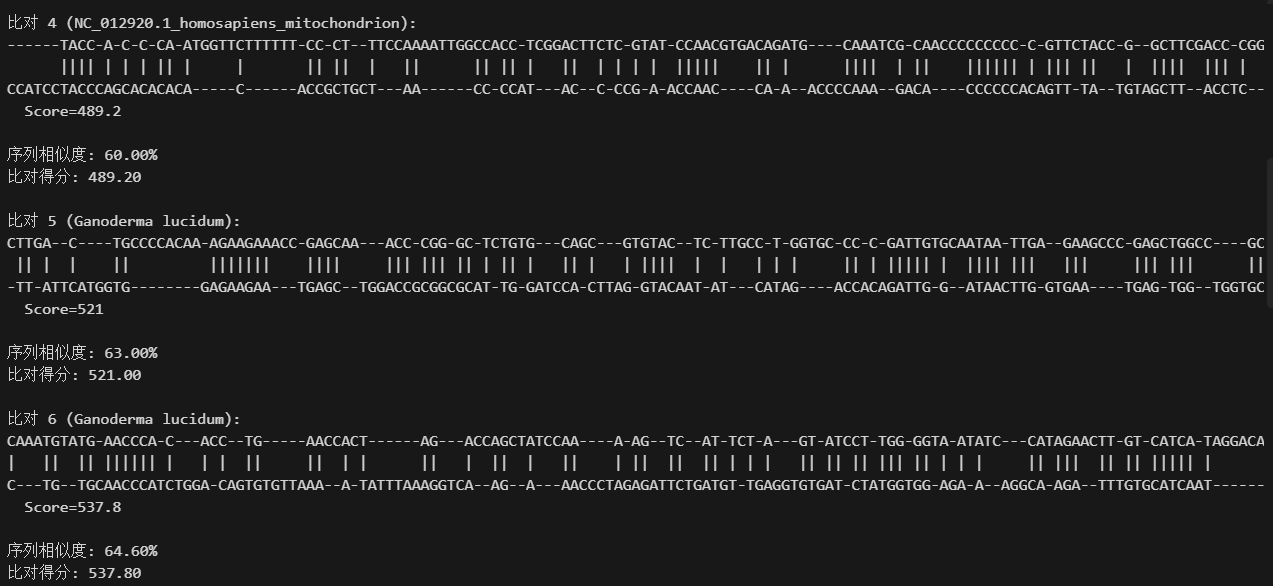 比对 4 (NC_012920.1_homosapiens_mitochondrion):
------TACC-A-C-C-CA-ATGGTTCTTTTTT-CC-CT--TTCCAAAATTGGCCACC-TCGGACTTCTC-GTAT-CCAACGTGACAGATG----CAAATCG-CAACCCCCCCCC-C-GTTCTACC-G--GCTTCGACC-CGG
      |||| | | | || |     |       || ||  |   ||      || || |   ||  | | | |  |||||    || |      ||||  | ||    |||||| | ||| ||   |  ||||  ||| |
CCATCCTACCCAGCACACACA-----C------ACCGCTGCT---AA------CC-CCAT---AC--C-CCG-A-ACCAAC----CA-A--ACCCCAAA--GACA----CCCCCCACAGTT-TA--TGTAGCTT--ACCTC--
  Score=489.2
序列相似度: 60.00%
比对得分: 489.20
比对 5 (Ganoderma lucidum):
CTTGA--C----TGCCCCACAA-AGAAGAAACC-GAGCAA---ACC-CGG-GC-TCTGTG---CAGC---GTGTAC--TC-TTGCC-T-GGTGC-CC-C-GATTGTGCAATAA-TTGA--GAAGCCC-GAGCTGGCC----GC
 || |  |    ||         |||||||    ||||     ||| ||| || | || |   || |   | ||||  |  |   | | |     || | ||||| |  |||| |||   |||     ||| |||      ||
-TT-ATTCATGGTG--------GAGAAGAA---TGAGC--TGGACCGCGGCGCAT-TG-GATCCA-CTTAG-GTACAAT-AT---CATAG----ACCACAGATTG-G--ATAACTTG-GTGAA----TGAG-TGG--TGGTGC
  Score=521
序列相似度: 63.00%
比对得分: 521.00
比对 6 (Ganoderma lucidum):
CAAATGTATG-AACCCA-C---ACC--TG-----AACCACT------AG---ACCAGCTATCCAA----A-AG--TC--AT-TCT-A---GT-ATCCT-TGG-GGTA-ATATC---CATAGAACTT-GT-CATCA-TAGGACA
|   ||  || |||||| |   | |  ||     ||  | |      ||   |  ||  |   ||    | ||  ||  || | | |   || || || ||| || | | |     || |||  || || ||||| |
C---TG--TGCAACCCATCTGGA-CAGTGTGTTAAA--A-TATTTAAAGGTCA--AG--A---AACCCTAGAGATTCTGATGT-TGAGGTGTGAT-CTATGGTGG-AGA-A--AGGCA-AGA--TTTGTGCATCAAT------
  Score=537.8
序列相似度: 64.60%
比对得分: 537.80